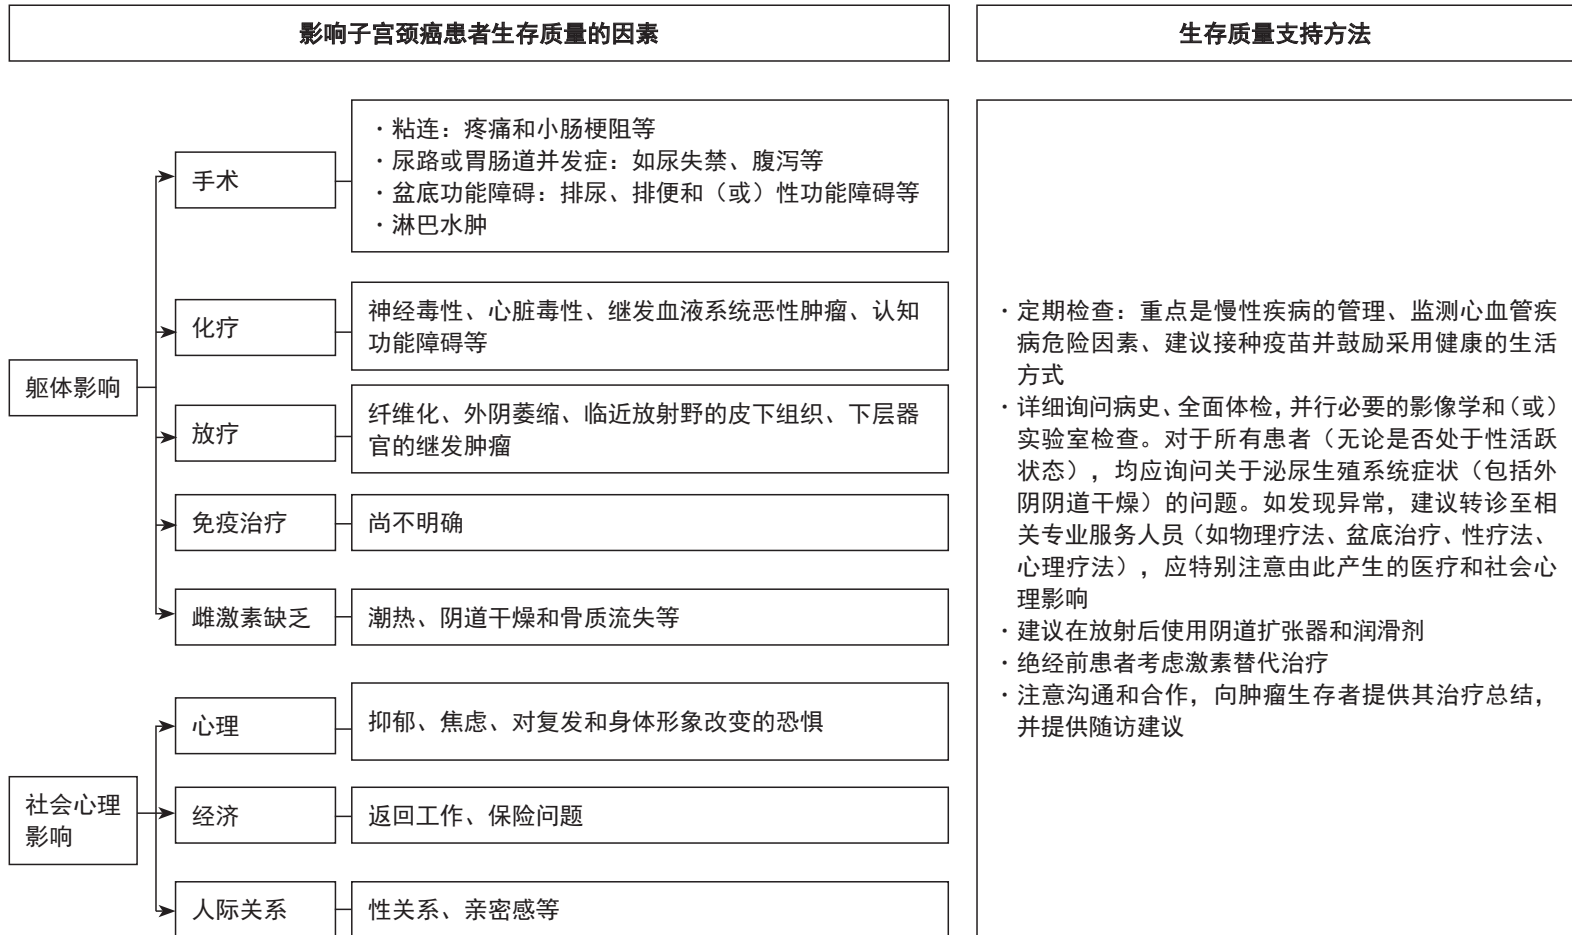 影响子宫颈癌患者生存质量的因素
生存质量支持方法
躯体影响
手术
·粘连：疼痛和小肠梗阻等
·尿路或胃肠道并发症：如尿失禁、腹泻等
·盆底功能障碍：排尿、排便和（或）性功能障碍等
·淋巴水肿
化疗
神经毒性、心脏毒性、继发血液系统恶性肿瘤、认知
功能障碍等
放疗
纤维化、外阴萎缩、临近放射野的皮下组织、下层器
官的继发肿瘤
免疫治疗
尚不明确
雌激素缺乏
潮热、阴道干燥和骨质流失等
社会心理
影响
心理
抑郁、焦虑、对复发和身体形象改变的恐惧
经济
返回工作、保险问题
人际关系
性关系、亲密感等
·定期检查：重点是慢性疾病的管理、监测心血管疾
病危险因素、建议接种疫苗并鼓励采用健康的生活
方式
·详细询问病史、全面体检，并行必要的影像学和（或）
实验室检查。对于所有患者（无论是否处于性活跃
状态），均应询问关于泌尿生殖系统症状（包括外
阴阴道干燥）的问题。如发现异常，建议转诊至相
关专业服务人员（如物理疗法、盆底治疗、性疗法、
心理疗法），应特别注意由此产生的医疗和社会心
理影响
·建议在放射后使用阴道扩张器和润滑剂
·绝经前患者考虑激素替代治疗
·注意沟通和合作，向肿瘤生存者提供其治疗总结，
并提供随访建议